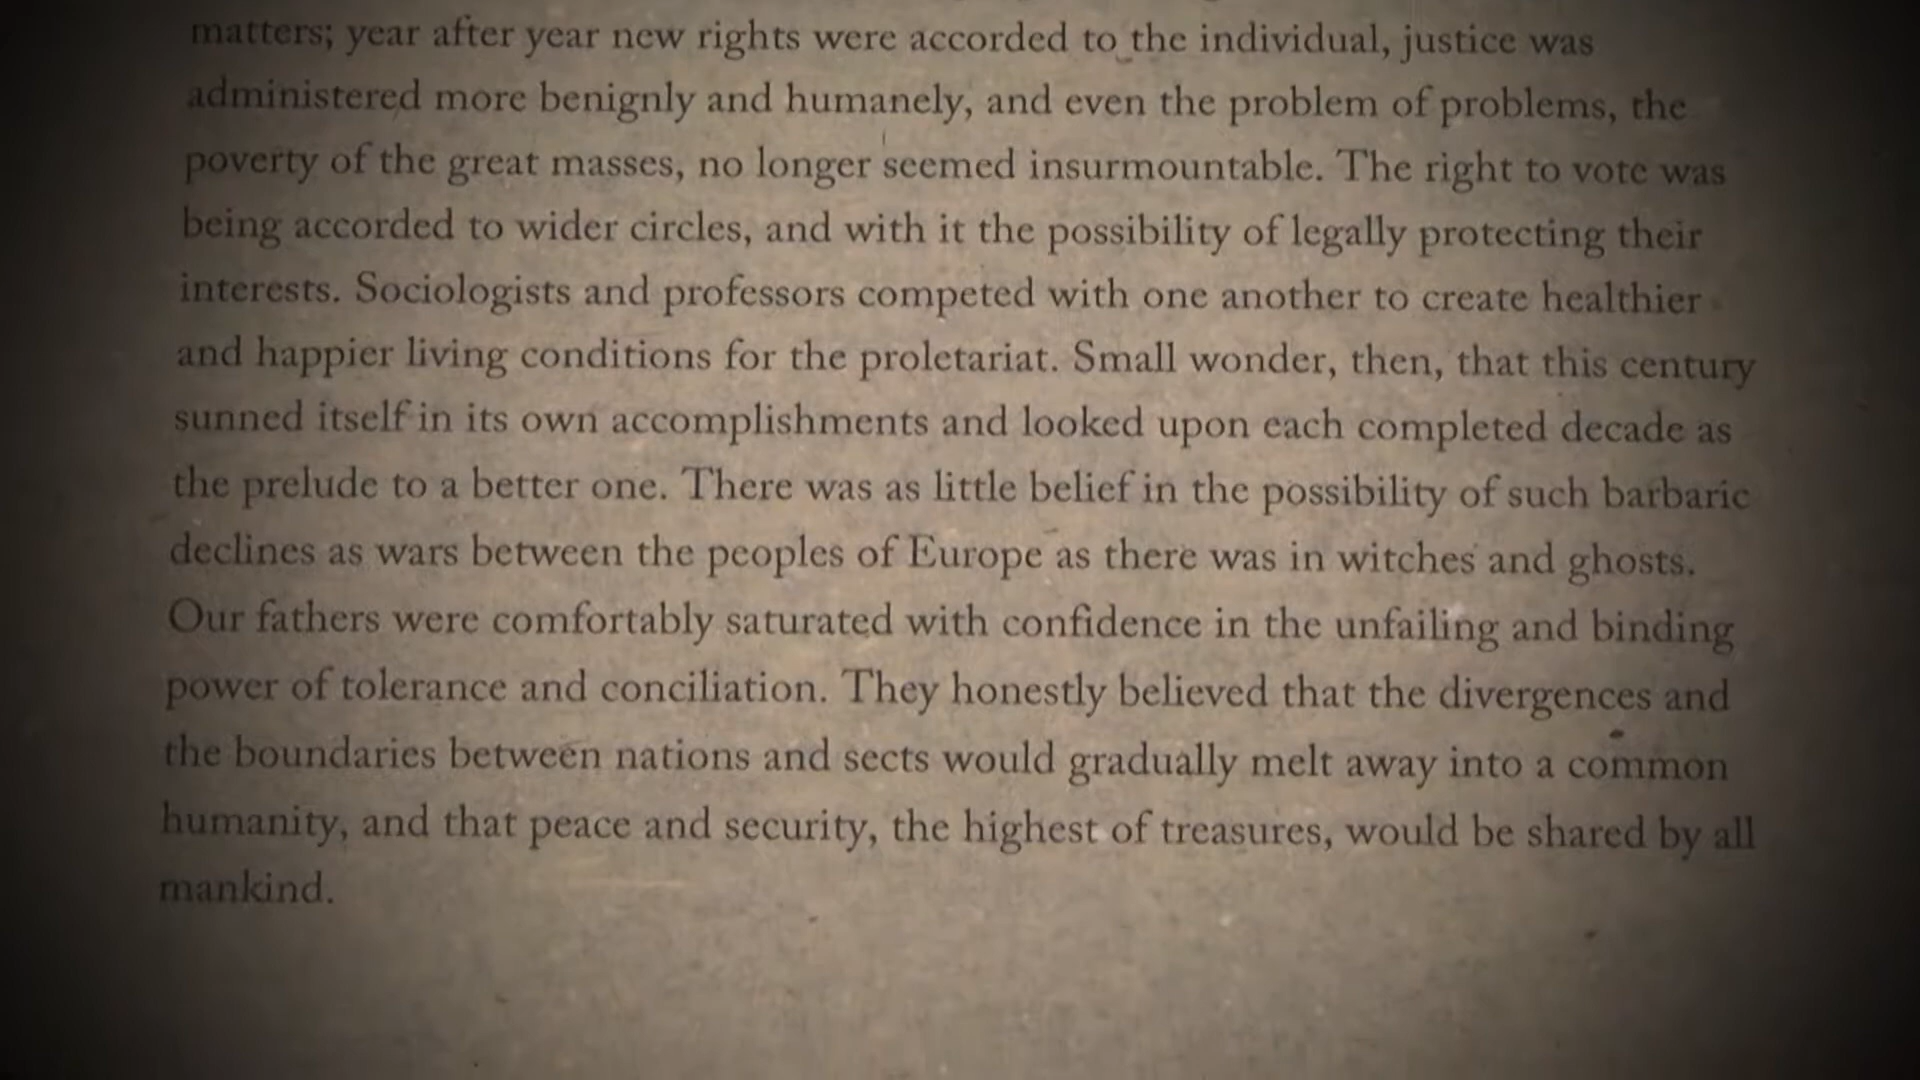 matters; year after year new rights were accorded to the individual, justice was
administered more benignly and humanely, and even the problem of problems, the
poverty of the great masses, no longer seemed insurmountable. The right to vote was
being accorded to wider circles, and with it the possibility of legally protecting their
interests. Sociologists and professors competed with one another to create healthier
and happier living conditions for the proletariat. Small wonder, then, that this century
sunned itself in its own accomplishments and looked upon each completed decade as
the prelude to a better one. There was as little belief in the possibility of such barbaric
declines as wars between the peoples of Europe as there was in witches and ghosts.
Our fathers were comfortably saturated with confidence in the unfailing and binding
power of tolerance and conciliation. They honestly believed that the divergences and
the boundaries between nations and sects would gradually melt away into a common
humanity, and that peace and security, the highest of treasures, would be shared by all
mankind.